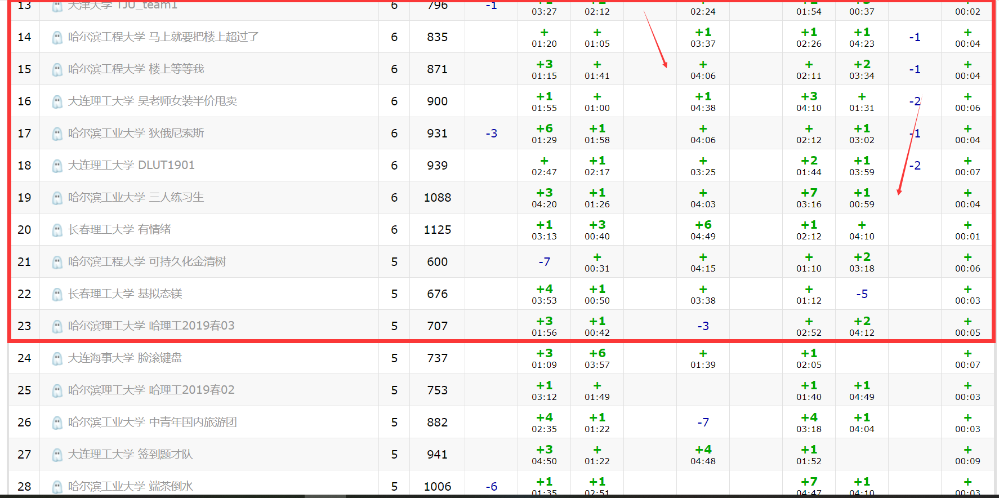 13 天津大学 TJU_team1 6 796 -1 03:27 02:12 02:24 01:54 00:37 00:02
14 哈尔滨工程大学 马上就要把楼上超过了 6 835 + 01:20 + 01:05 +1 03:37 +1 02:26 +1 04:23 -1 + 00:04
15 哈尔滨工程大学 楼上等等我 6 871 +3 01:15 + 01:41 + 04:06 + 02:11 +2 03:34 -1 + 00:04
16 大连理工大学 吴老师女装半价甩卖 6 900 +1 01:55 + 01:00 +1 04:38 +3 04:10 + 01:31 -2 + 00:06
17 哈尔滨工业大学 狄俄尼索斯 6 931 -3 +6 01:29 +1 01:58 + 04:06 + 02:12 +1 03:02 -1 + 00:04
18 大连理工大学 DLUT1901 6 939 + 02:47 +1 02:17 + 03:25 +2 01:44 +1 03:59 -2 + 00:07
19 哈尔滨工业大学 三人练习生 6 1088 +3 04:20 +1 01:26 + 04:03 +7 03:16 +1 00:59 + 00:04
20 长春理工大学 有情绪 6 1125 +1 03:13 +3 00:40 +6 04:49 +1 02:12 + 04:10 + 00:01
21 哈尔滨工程大学 可持久化金清树 5 600 -7 + 00:31 + 04:15 + 01:10 +2 03:18 + 00:06
22 长春理工大学 基拟态镁 5 676 +4 03:53 +1 00:50 + 03:38 + 01:12 -5 + 00:03
23 哈尔滨理工大学 哈理工2019春03 5 707 +3 01:56 +1 00:42 -3 + 02:52 +2 04:12 + 00:05
24 大连海事大学 脸滚键盘 5 737 +3 01:09 +6 03:57 + 01:39 +1 02:05 + 00:07
25 哈尔滨理工大学 哈理工2019春02 5 753 +1 03:12 + 01:49 +1 01:40 +1 04:49 + 00:03
26 哈尔滨工业大学 中青年国内旅游团 5 882 +4 02:35 +1 01:22 -7 +4 03:18 +1 04:04 + 00:03
27 大连理工大学 签到题才队 5 941 +3 04:50 + 01:22 +4 04:48 +1 01:52 + 00:09
28 哈尔滨工业大学 端茶倒水 5 1006 -6 +1 01:35 +1 02:51 +7 04:47 +1 04:10 + 00:03